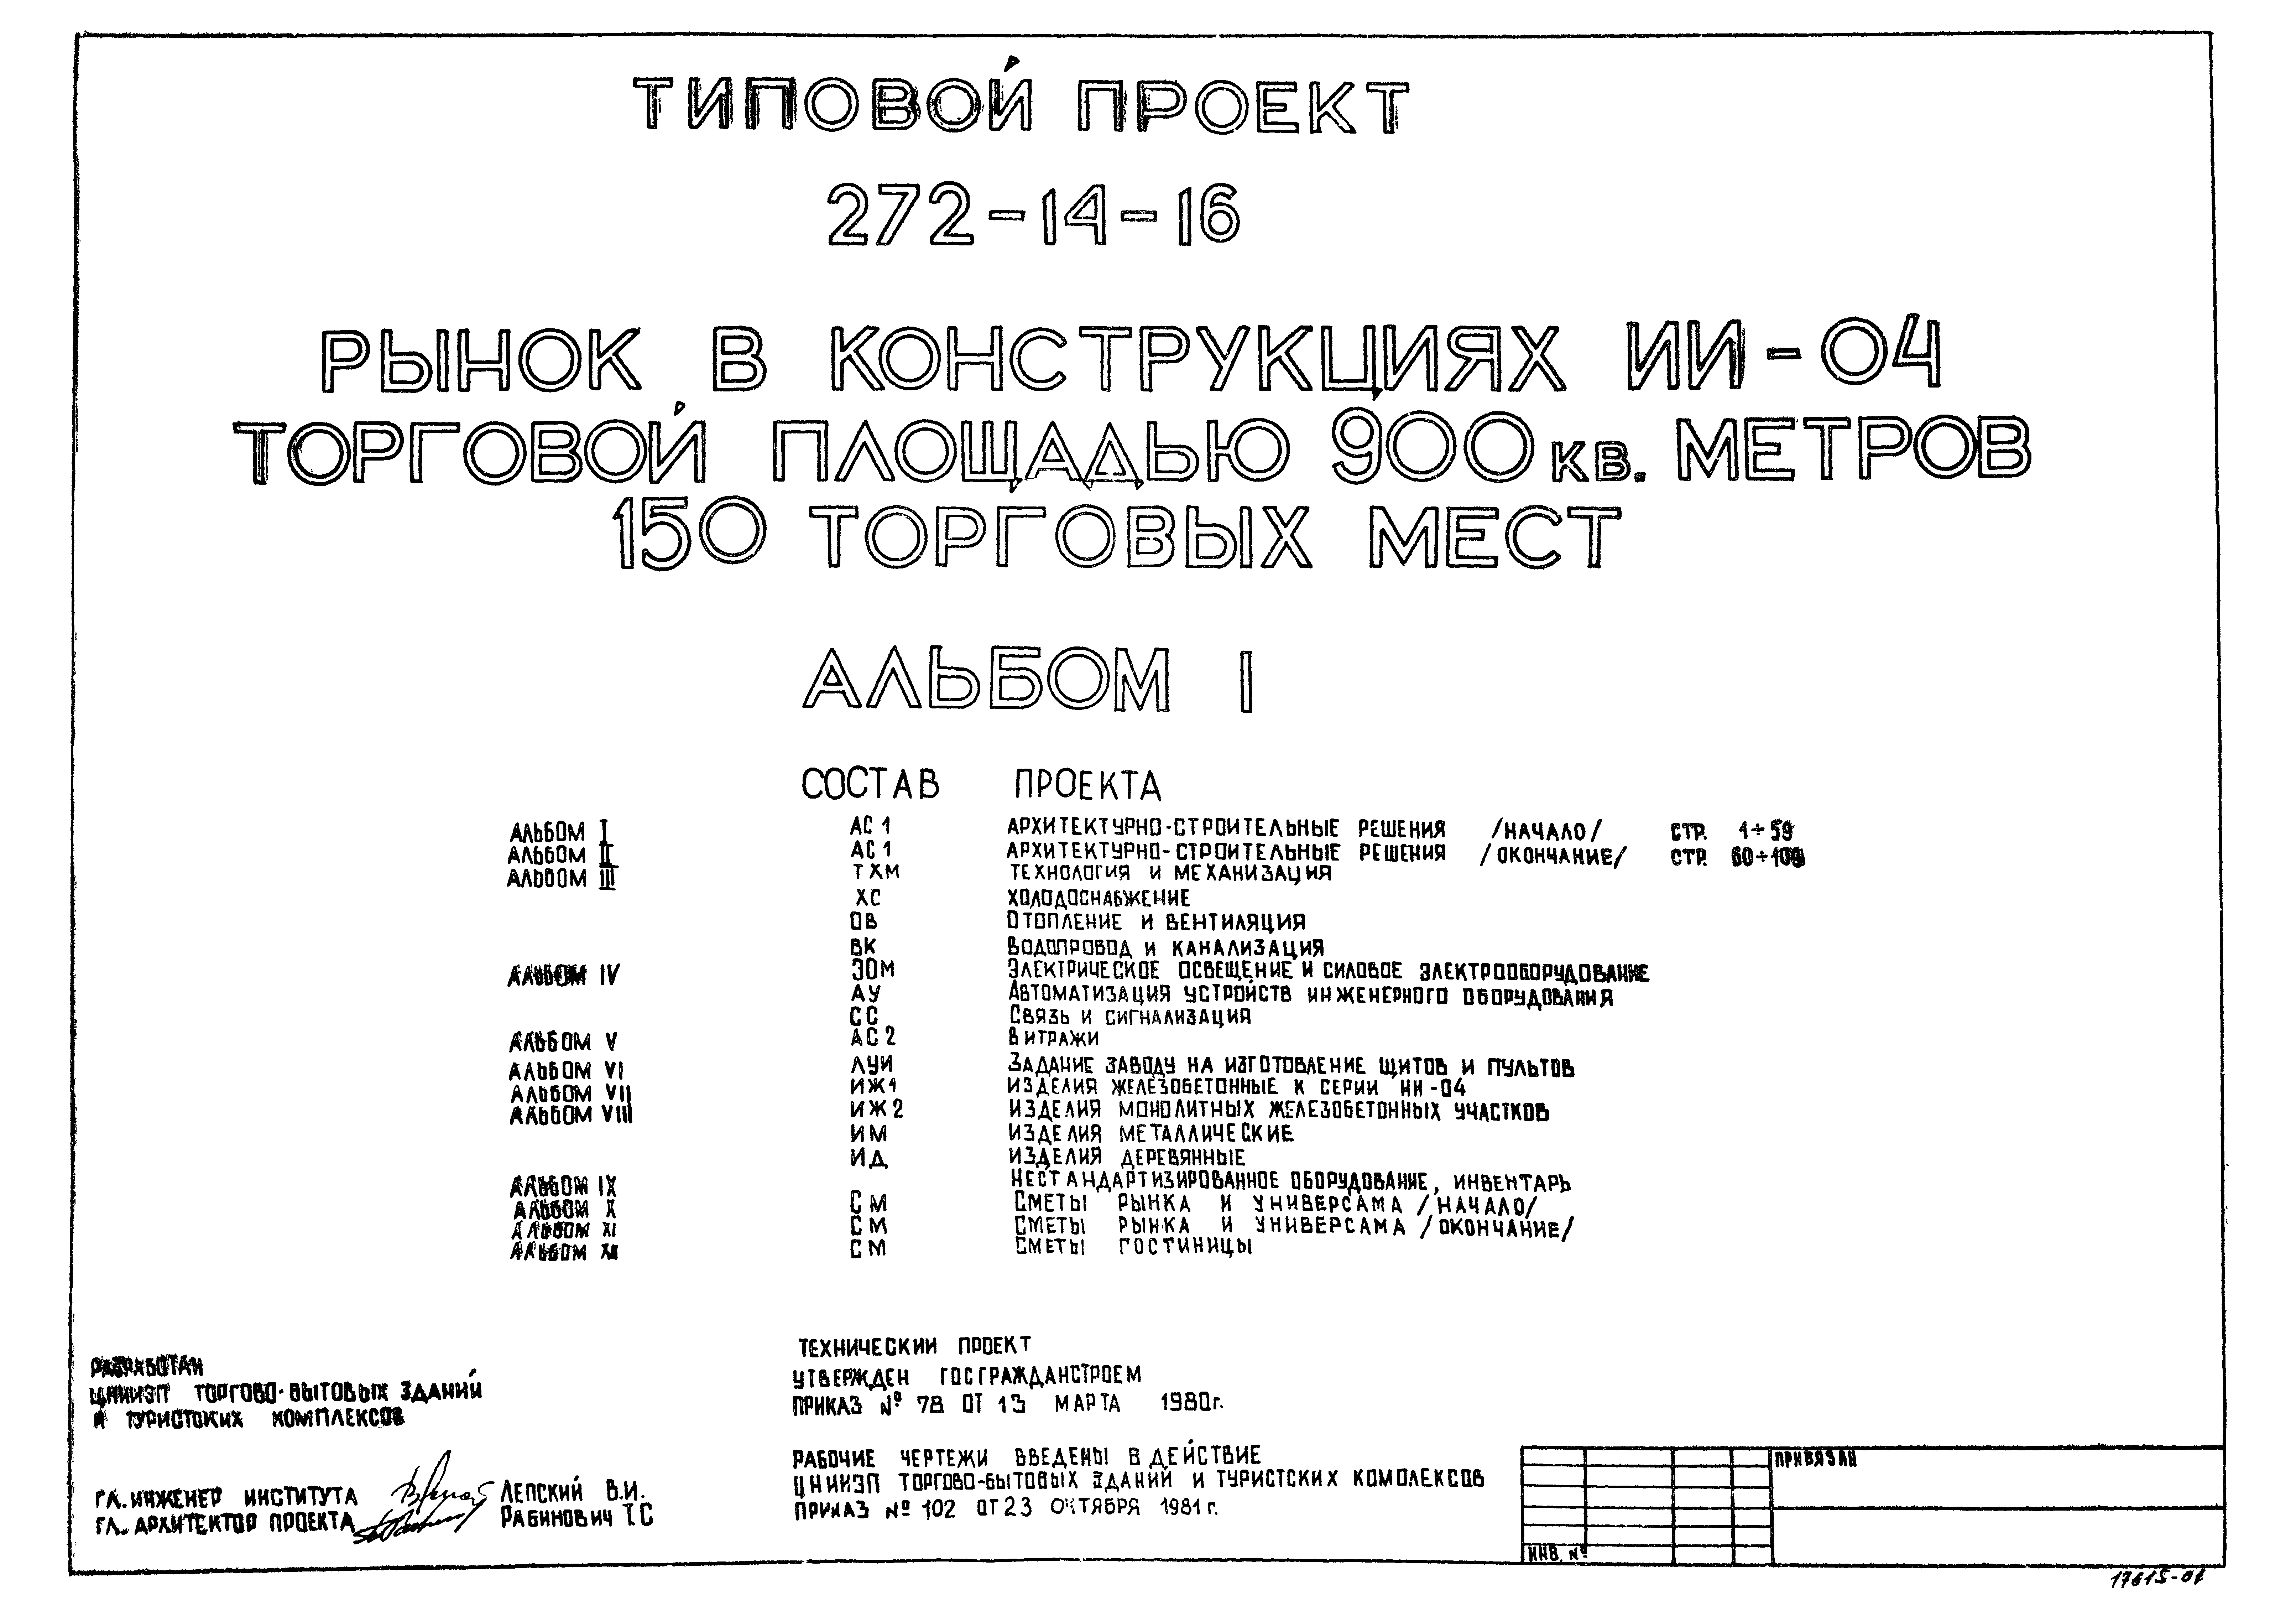 ТИПОВОЙ ПРОЕКТ
272-14-16
РЫНОК В КОНСТРУКЦИЯХ ИИ-04
ТОРГОВОЙ ПЛОЩАДЬЮ 900 КВ. МЕТРОВ
150 ТОРГОВЫХ МЕСТ
АЛЬБОМ I
СОСТАВ ПРОЕКТА
АЛЬБОМ I АС 1 АРХИТЕКТУРНО-СТРОИТЕЛЬНЫЕ РЕШЕНИЯ /НАЧАЛО/ СТР. 1÷59
АЛЬБОМ II АС 1 АРХИТЕКТУРНО-СТРОИТЕЛЬНЫЕ РЕШЕНИЯ /ОКОНЧАНИЕ/ СТР. 60÷109
АЛЬБОМ III ТХМ ТЕХНОЛОГИЯ И МЕХАНИЗАЦИЯ
ХС ХОЛОДОСНАБЖЕНИЕ
ОВ ОТОПЛЕНИЕ И ВЕНТИЛЯЦИЯ
ВК ВОДОПРОВОД И КАНАЛИЗАЦИЯ
АЛЬБОМ IV ЭОМ ЭЛЕКТРИЧЕСКОЕ ОСВЕЩЕНИЕ И СИЛОВОЕ ЭЛЕКТРООБОРУДОВАНИЕ
АУ АВТОМАТИЗАЦИЯ УСТРОЙСТВ ИНЖЕНЕРНОГО ОБОРУДОВАНИЯ
СС СВЯЗЬ И СИГНАЛИЗАЦИЯ
АЛЬБОМ V АС 2 ВИТРАЖИ
АЛЬБОМ VI ЛУИ ЗАДАНИЕ ЗАВОДУ НА ИЗГОТОВЛЕНИЕ ЩИТОВ И ПУЛЬТОВ
АЛЬБОМ VII ИЖ1 ИЗДЕЛИЯ ЖЕЛЕЗОБЕТОННЫЕ К СЕРИИ ИИ-04
АЛЬБОМ VIII ИЖ 2 ИЗДЕЛИЯ МОНОЛИТНЫХ ЖЕЛЕЗОБЕТОННЫХ УЧАСТКОВ
ИМ ИЗДЕЛИЯ МЕТАЛЛИЧЕСКИЕ
ИД ИЗДЕЛИЯ ДЕРЕВЯННЫЕ
АЛЬБОМ IX НЕСТАНДАРТИЗИРОВАННОЕ ОБОРУДОВАНИЕ, ИНВЕНТАРЬ
АЛЬБОМ X СМ СМЕТЫ РЫНКА И УНИВЕРСАМА /НАЧАЛО/
АЛЬБОМ XI СМ СМЕТЫ РЫНКА И УНИВЕРСАМА /ОКОНЧАНИЕ/
АЛЬБОМ XII СМ СМЕТЫ ГОСТИНИЦЫ
РАЗРАБОТАН
ЦНИИЭП ТОРГОВО-БЫТОВЫХ ЗДАНИЙ
И ТУРИСТСКИХ КОМПЛЕКСОВ
ГЛ. ИНЖЕНЕР ИНСТИТУТА ЛЕПСКИЙ В.И.
ГЛ. АРХИТЕКТОР ПРОЕКТА РАБИНОВИЧ Т.С
ТЕХНИЧЕСКИЙ ПРОЕКТ
УТВЕРЖДЕН ГОСГРАЖДАНСТРОЕМ
ПРИКАЗ № 78 ОТ 13 МАРТА 1980г.
РАБОЧИЕ ЧЕРТЕЖИ ВВЕДЕНЫ В ДЕЙСТВИЕ
ЦНИИЭП ТОРГОВО-БЫТОВЫХ ЗДАНИЙ И ТУРИСТСКИХ КОМПЛЕКСОВ
ПРИКАЗ № 102 ОТ 23 ОКТЯБРЯ 1981 г.
ПРИВЯЗАН
ИНВ. №
17615-01